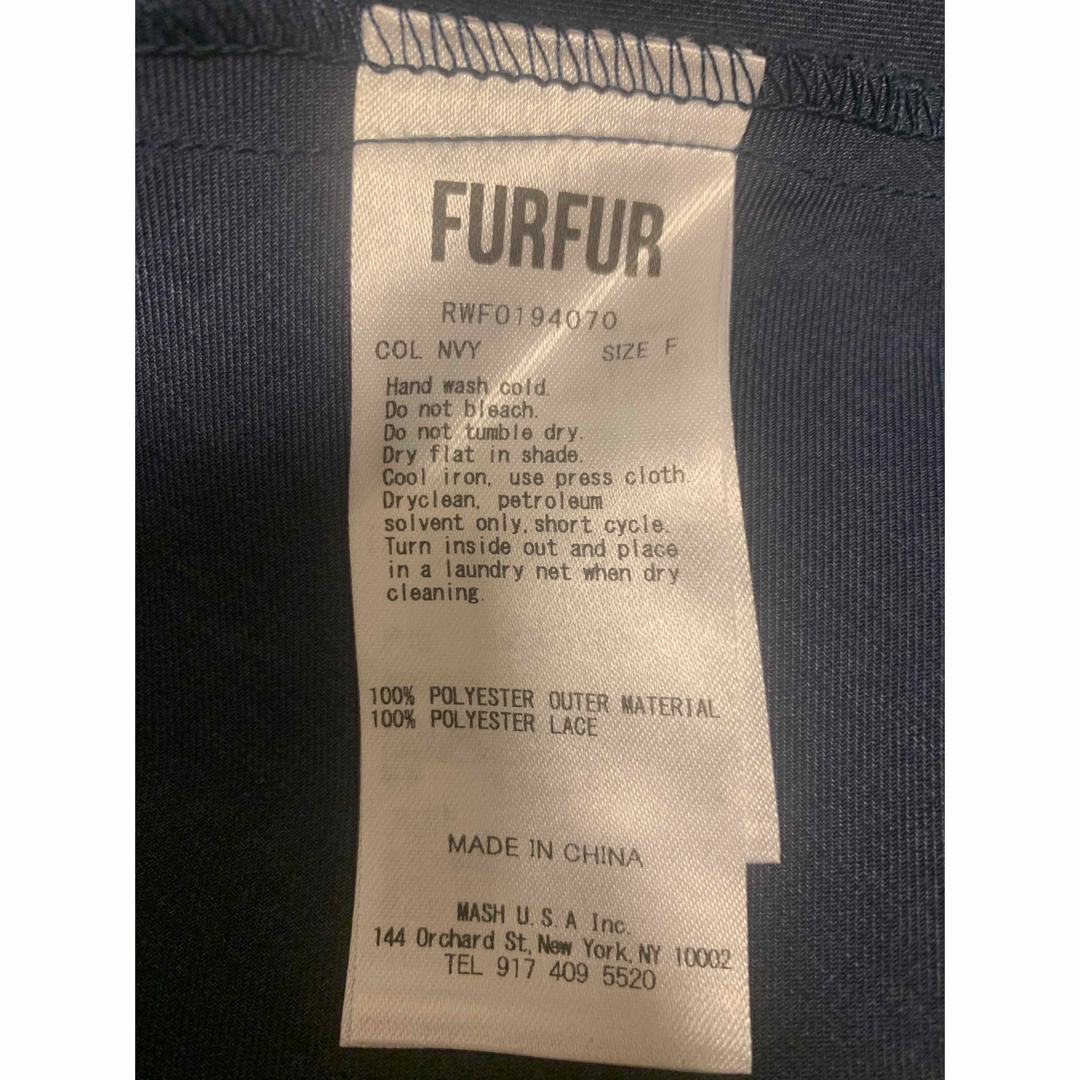 FURFUR
RWF0194070
COL NVY SIZE F
Hand wash cold.
Do not bleach.
Do not tumble dry.
Dry flat in shade.
Cool iron, use press cloth.
Dryclean, petroleum
solvent only,short cycle.
Turn inside out and place
in a laundry net when dry
cleaning.
100% POLYESTER OUTER MATERIAL
100% POLYESTER LACE
MADE IN CHINA
MASH U.S.A Inc.
144 Orchard St,New York,NY 10002
TEL 917 409 5520